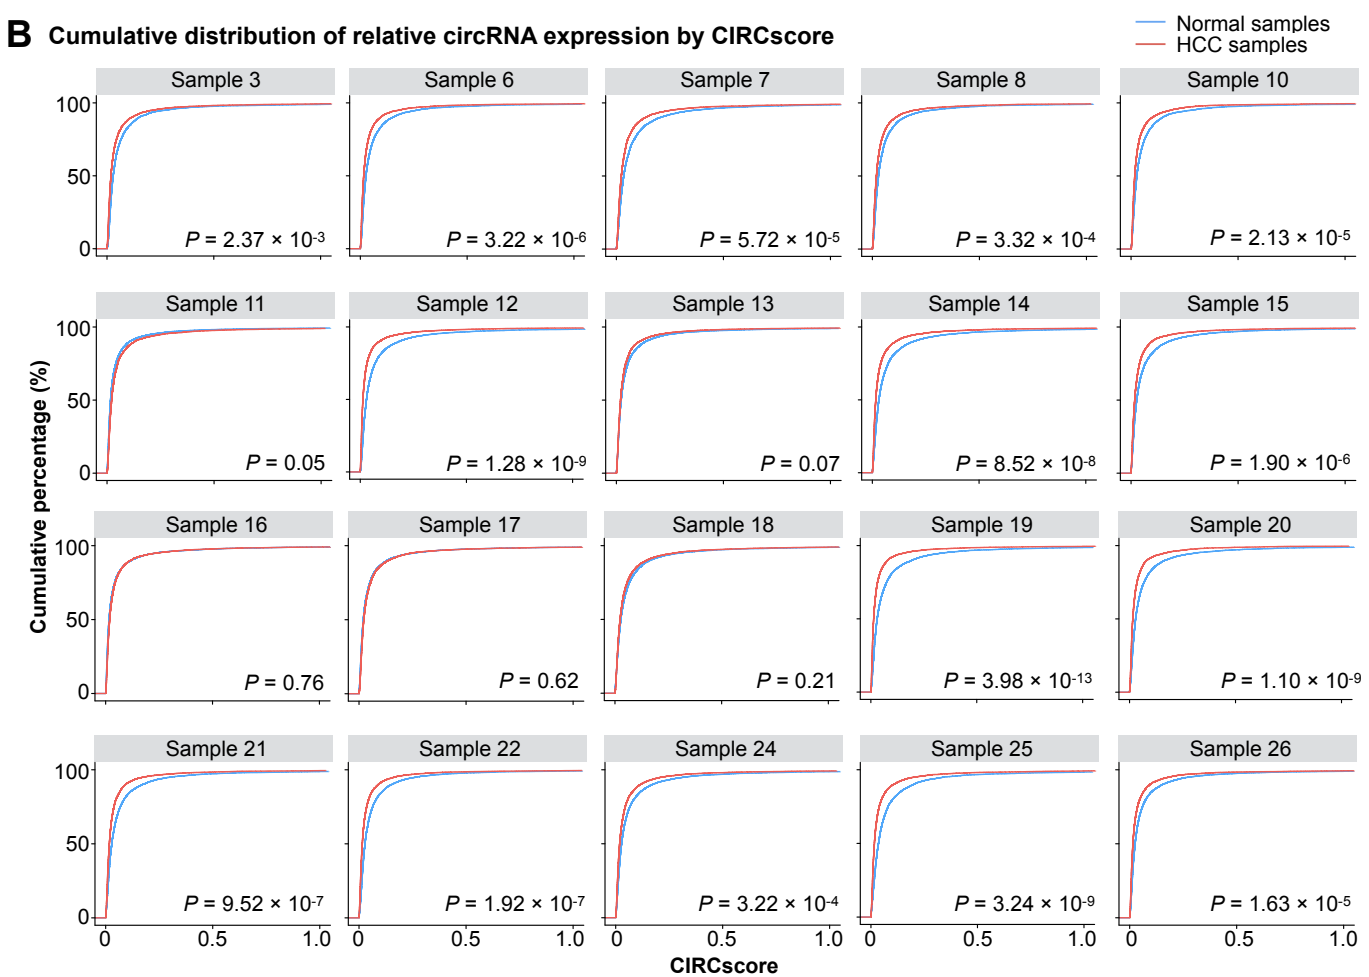 B Cumulative distribution of relative circRNA expression by CIRCscore
Normal samples
HCC samples
Sample 3
Sample 6
Sample 7
Sample 8
Sample 10
100
50
0
P = 2.37 × 10-3
P = 3.22 × 10-6
P = 5.72 × 10-5
P = 3.32 × 10-4
P = 2.13 × 10-5
Sample 11
Sample 12
Sample 13
Sample 14
Sample 15
100
50
0
P = 0.05
P = 1.28 × 10-9
P = 0.07
P = 8.52 × 10-8
P = 1.90 × 10-6
Cumulative percentage (%)
Sample 16
Sample 17
Sample 18
Sample 19
Sample 20
100
50
0
P = 0.76
P = 0.62
P = 0.21
P = 3.98 × 10-13
P = 1.10 × 10-9
Sample 21
Sample 22
Sample 24
Sample 25
Sample 26
100
50
0
P = 9.52 × 10-7
P = 1.92 × 10-7
P = 3.22 × 10-4
P = 3.24 × 10-9
P = 1.63 × 10-5
0 0.5 1.0
0 0.5 1.0
0 0.5 1.0
0 0.5 1.0
0 0.5 1.0
CIRCscore